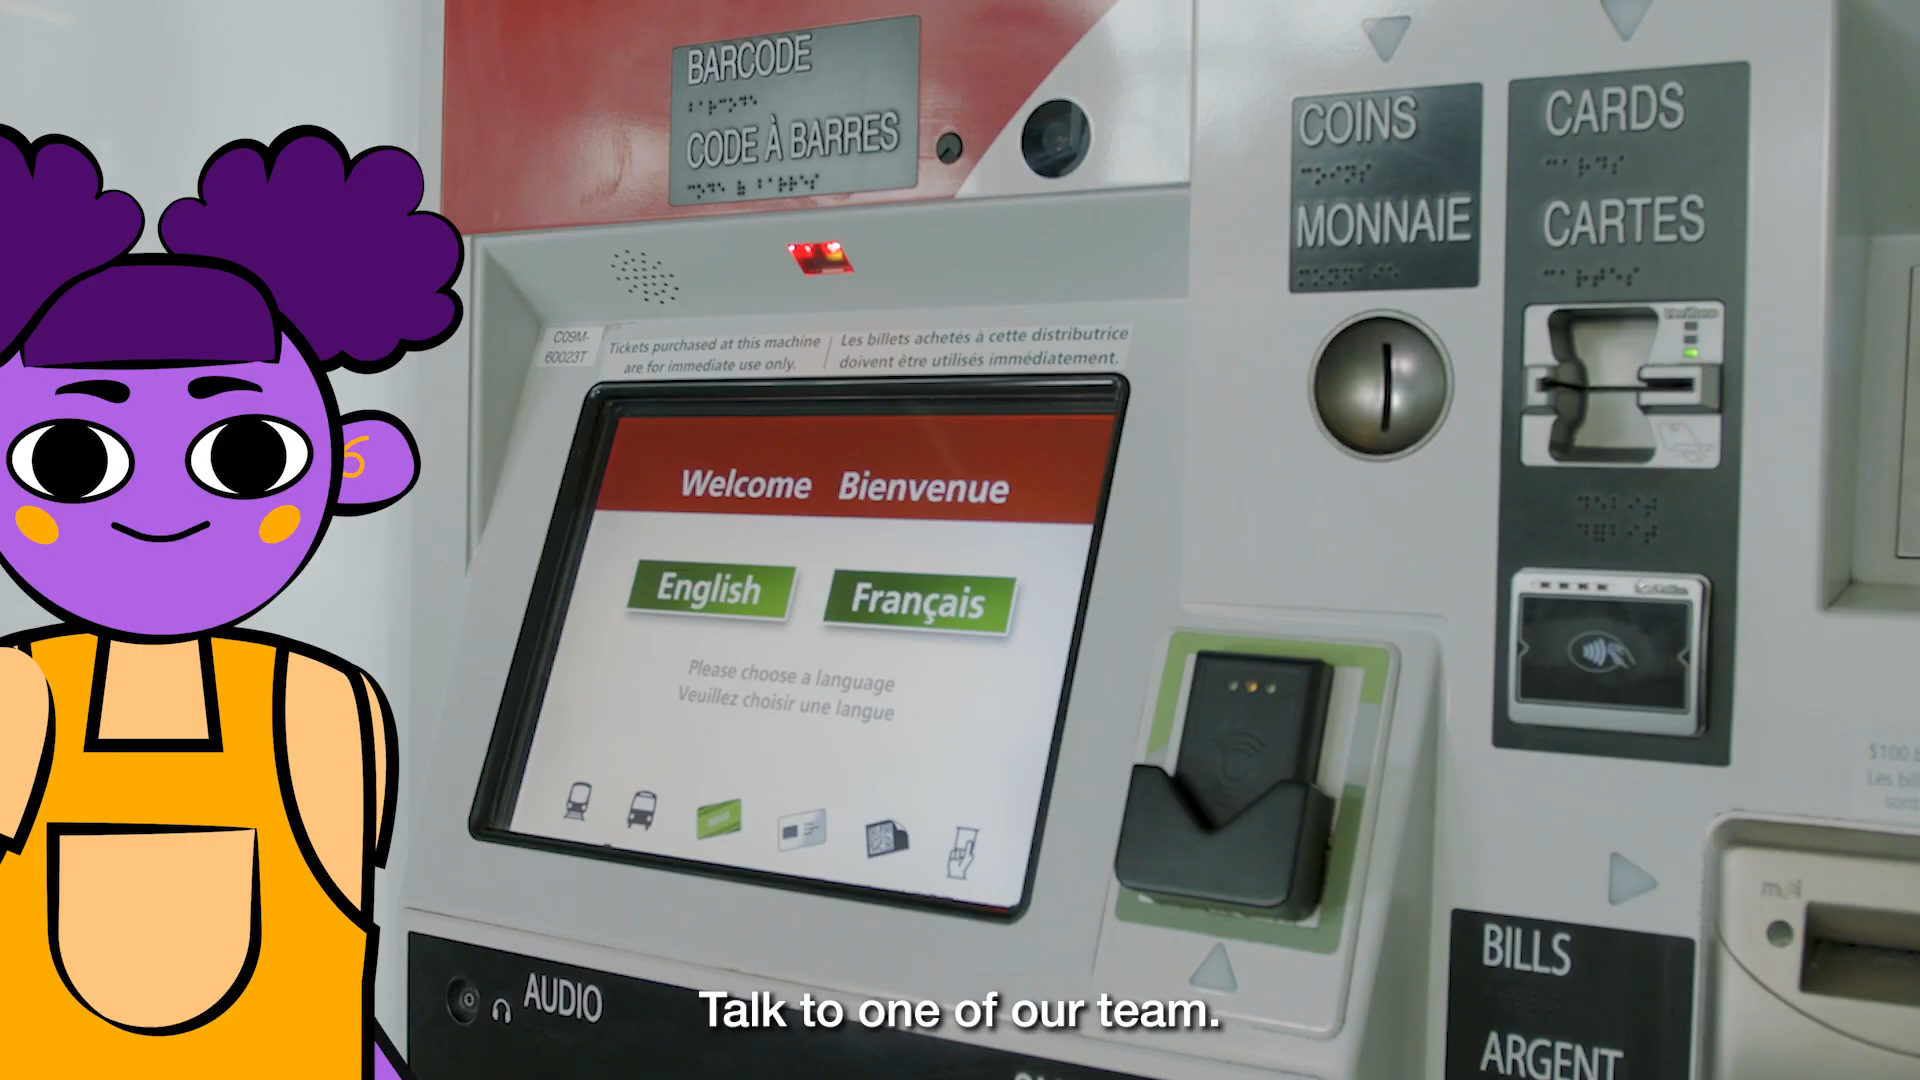 BARCODE
CODE À BARRES
COINS
MONNAIE
CARDS
CARTES
C09M-
60023T
Tickets purchased at this machine
are for immediate use only.
Les billets achetés à cette distributrice
doivent être utilisés immédiatement.
Welcome Bienvenue
English
Français
Please choose a language
Veuillez choisir une langue
$100
Les
BILLS
ARGENT
AUDIO
Talk to one of our team.